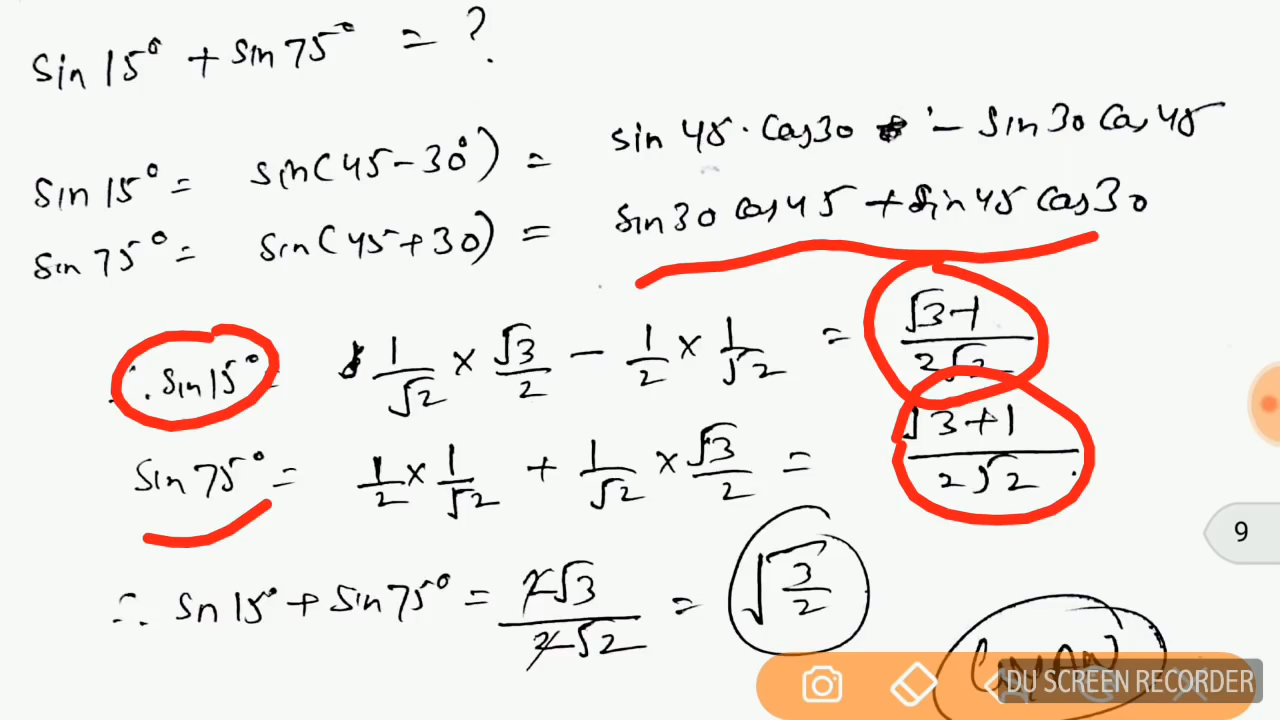 sin 15° + sin 75° = ?
sin 15° = sin(45 - 30°) = sin 45 · cos 30 - sin 30 cos 45
sin 75° = sin(45 + 30) = sin 30 cos 45 + sin 45 cos 30
∴ sin 15° = 1/√2 × √3/2 - 1/2 × 1/√2 = √3-1/2√2
sin 75° = 1/2 × 1/√2 + 1/√2 × √3/2 = √3+1/2√2
9
∴ sn 15° + sin 75° = 2√3/2√2 = √3/2
DU SCREEN RECORDER